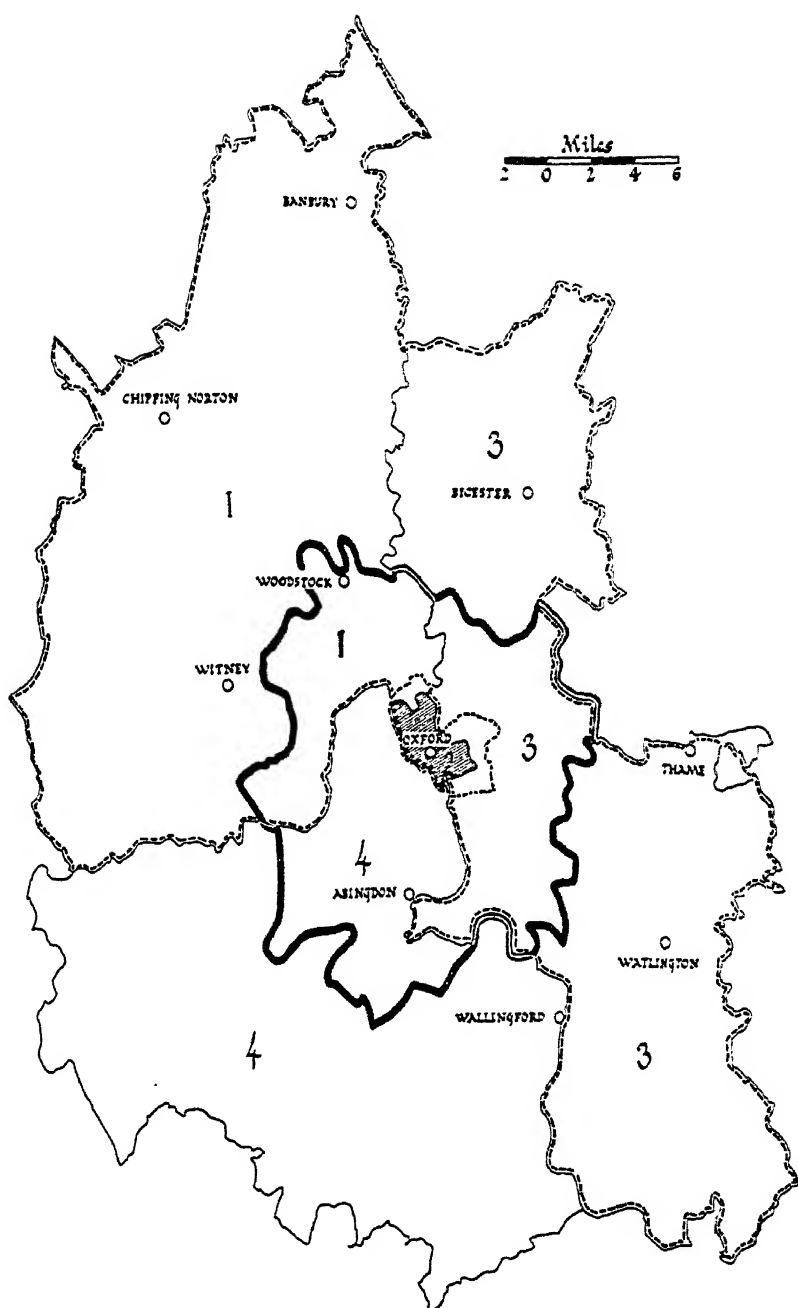 Miles
2 0 2 4 6
BANBURY
CHIPPING NORTON
3
BICESTER
1
WOODSTOCK
1
WITNEY
OXFORD
3
THAME
4
ABINGDON
WATLINGTON
WALLINGFORD
4
3